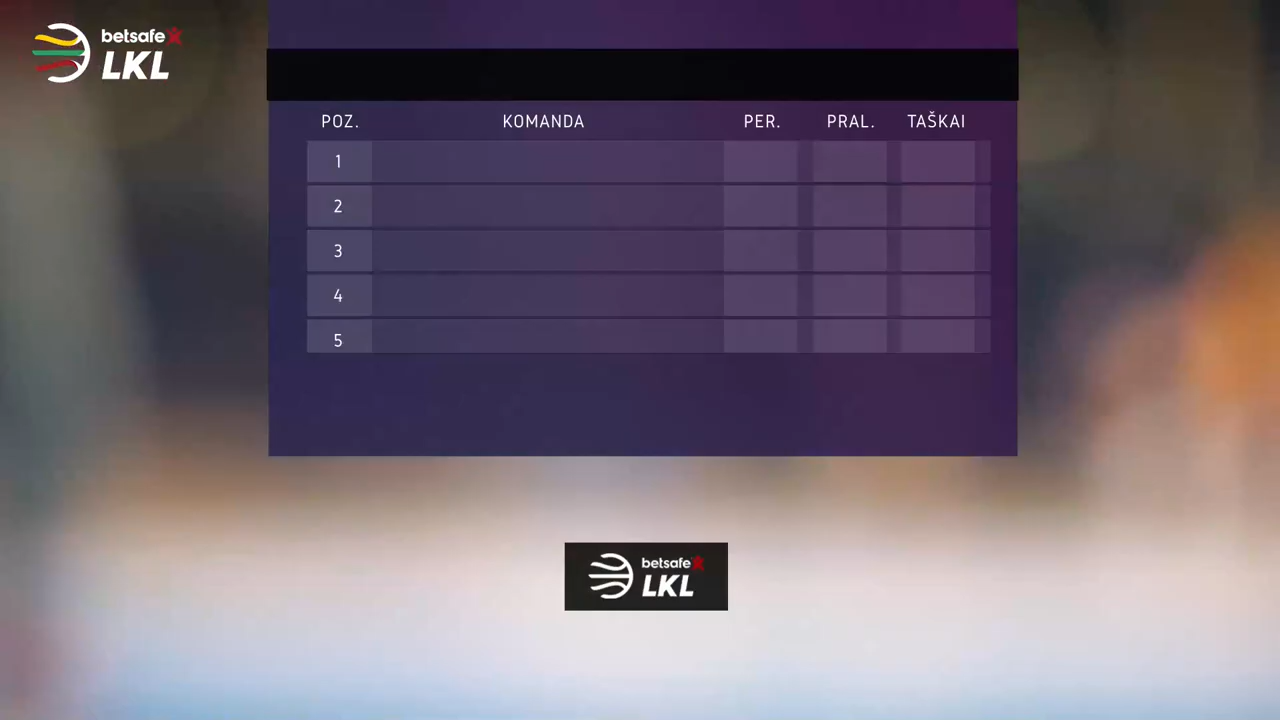 betsafe
LKL
POZ. KOMANDA PER. PRAL. TAŠKAI
1
2
3
4
5
betsafe
LKL